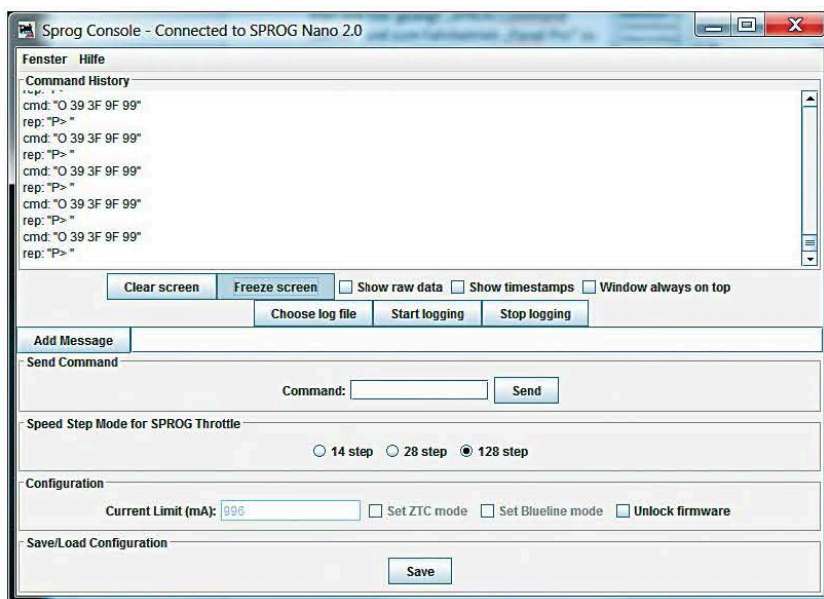 Sprog Console - Connected to SPROG Nano 2.0
Fenster Hilfe
Command History
cmd: "O 39 3F 9F 99"
rep: "P> "
cmd: "O 39 3F 9F 99"
rep: "P> "
cmd: "O 39 3F 9F 99"
rep: "P> "
cmd: "O 39 3F 9F 99"
rep: "P> "
cmd: "O 39 3F 9F 99"
rep: "P> "
Clear screen Freeze screen Show raw data Show timestamps Window always on top
Choose log file Start logging Stop logging
Add Message
Send Command
Command: Send
Speed Step Mode for SPROG Throttle
14 step 28 step 128 step
Configuration
Current Limit (mA): 996 Set ZTC mode Set Blueline mode Unlock firmware
Save/Load Configuration
Save